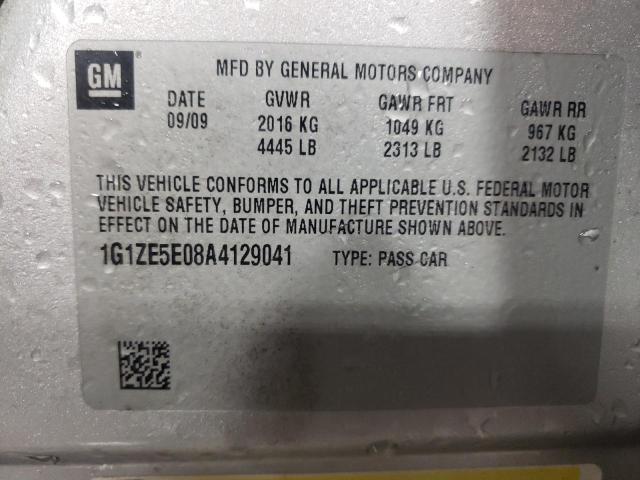 GM
MFD BY GENERAL MOTORS COMPANY
DATE GVWR GAWR FRT GAWR RR
09/09 2016 KG 1049 KG 967 KG
4445 LB 2313 LB 2132 LB
THIS VEHICLE CONFORMS TO ALL APPLICABLE U.S. FEDERAL MOTOR
VEHICLE SAFETY, BUMPER, AND THEFT PREVENTION STANDARDS IN
EFFECT ON THE DATE OF MANUFACTURE SHOWN ABOVE.
1G1ZE5E08A4129041 TYPE: PASS CAR